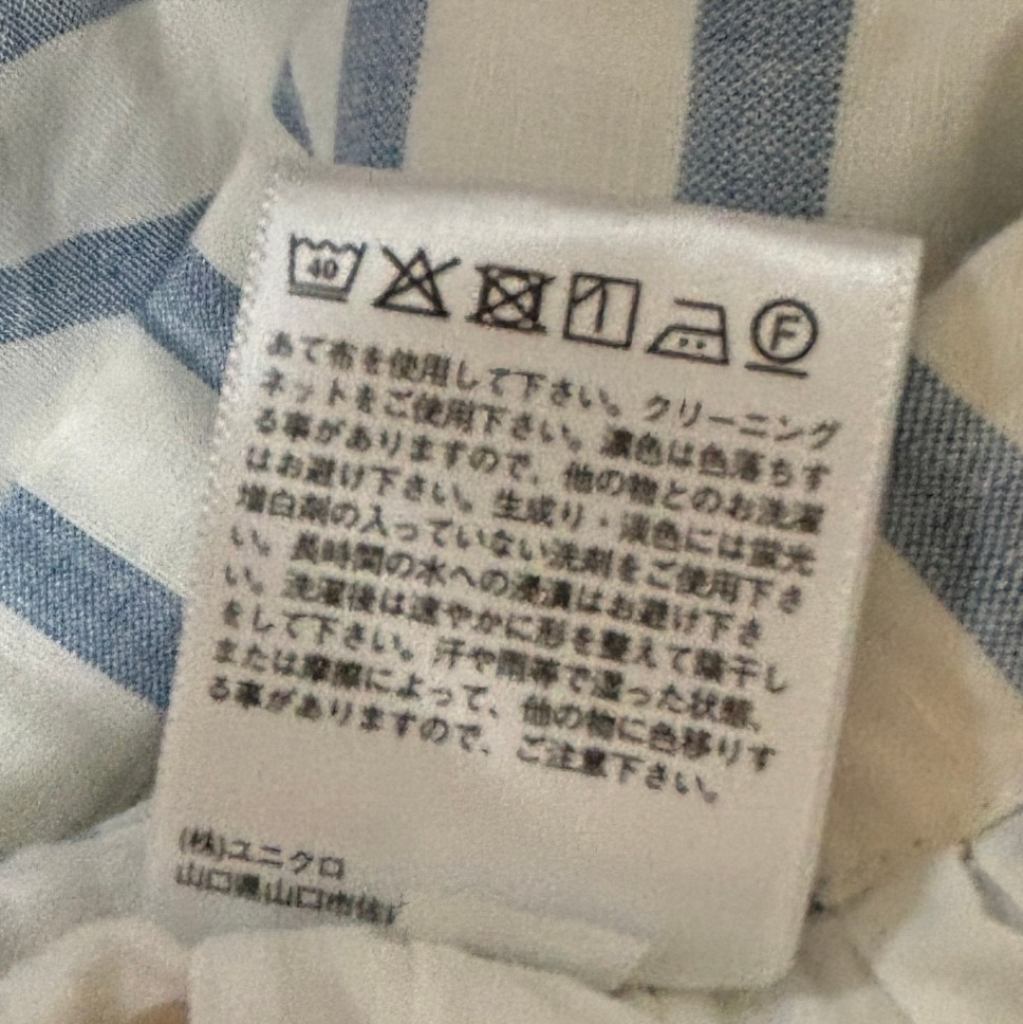 40 F
あて布を使用して下さい。クリーニング
ネットをご使用下さい。濃色は色落ちす
る事がありますので、他の物とのお洗濯
はお避け下さい。生成り・淡色には蛍光
増白剤の入っていない洗剤をご使用下さ
い。長時間の水への浸漬はお避け下さ
い。洗濯後は速やかに形を整えて陰干し
をして下さい。汗や雨等で湿った状態、
または摩擦によって、他の物に色移りす
る事がありますので、ご注意下さい。
(株)ユニクロ
山口県山口市佐